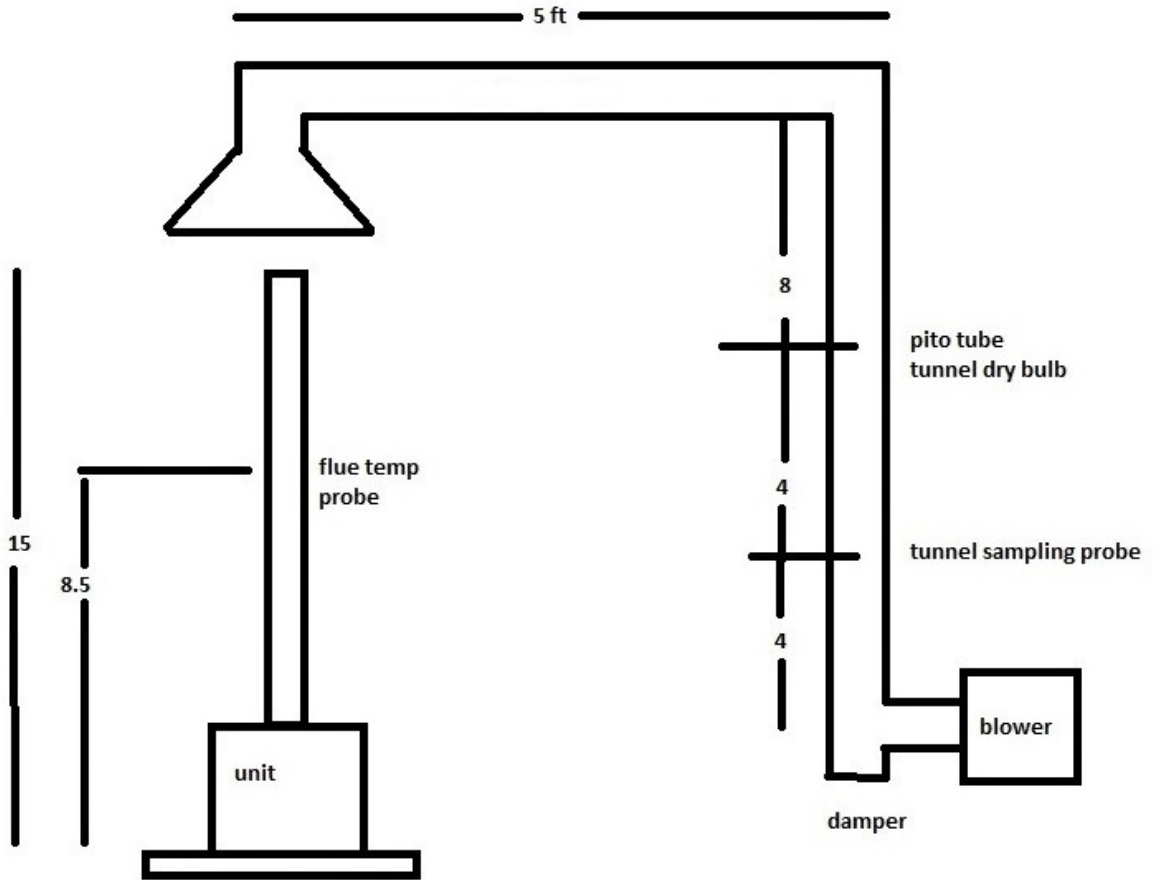 5 ft
8
pito tube
tunnel dry bulb
flue temp
probe
4
15
tunnel sampling probe
8.5
4
blower
unit
damper